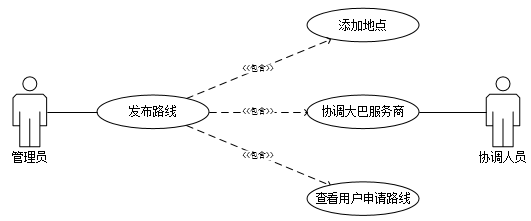 添加地点
<<包含>>
发布路线
<<包含>>
协调大巴服务商
管理员
协调人员
<<包含>>
查看用户申请路线